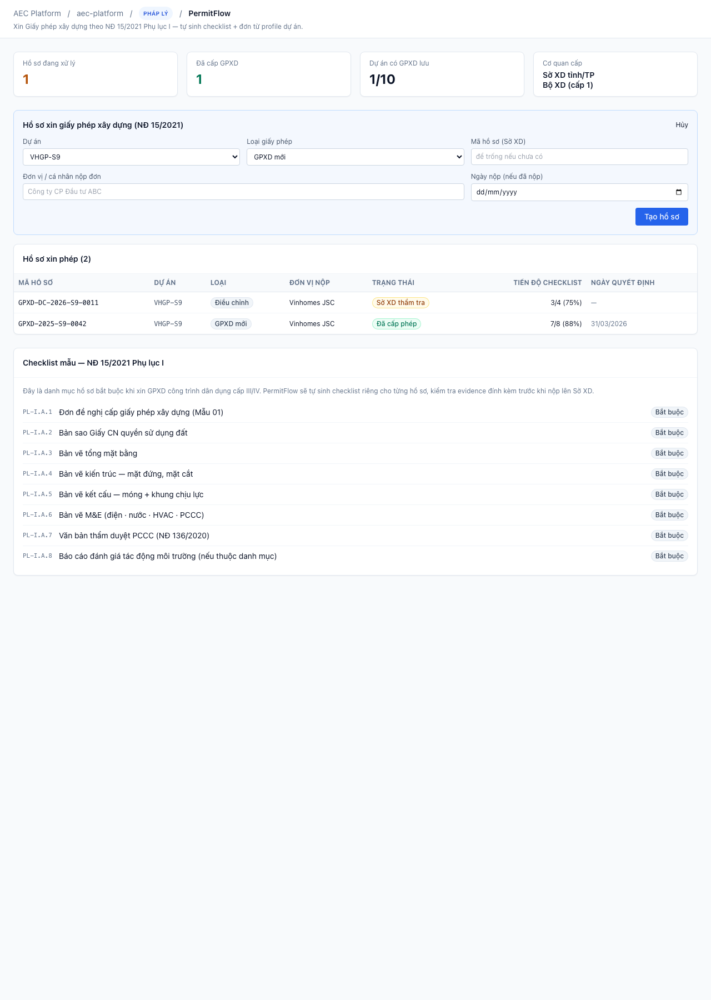 AEC Platform / aec-platform / PHÁP LÝ / PermitFlow
Xin Giấy phép xây dựng theo NĐ 15/2021 Phụ lục I — tự sinh checklist + đơn từ profile dự án.
Hồ sơ đang xử lý
1
Đã cấp GPXD
1
Dự án có GPXD lưu
1/10
Cơ quan cấp
Sở XD tỉnh/TP
Bộ XD (cấp 1)
Hồ sơ xin giấy phép xây dựng (NĐ 15/2021)
Hủy
Dự án
VHGP-S9
Loại giấy phép
GPXD mới
Mã hồ sơ (Sở XD)
để trống nếu chưa có
Đơn vị / cá nhân nộp đơn
Công ty CP Đầu tư ABC
Ngày nộp (nếu đã nộp)
dd/mm/yyyy
Tạo hồ sơ
Hồ sơ xin phép (2)
MÃ HỒ SƠ DỰ ÁN LOẠI ĐƠN VỊ NỘP TRẠNG THÁI TIẾN ĐỘ CHECKLIST NGÀY QUYẾT ĐỊNH
GPXD-DC-2026-S9-0011 VHGP-S9 Điều chỉnh Vinhomes JSC Sở XD thẩm tra 3/4 (75%) —
GPXD-2025-S9-0042 VHGP-S9 GPXD mới Vinhomes JSC Đã cấp phép 7/8 (88%) 31/03/2026
Checklist mẫu — NĐ 15/2021 Phụ lục I
Đây là danh mục hồ sơ bắt buộc khi xin GPXD công trình dân dụng cấp III/IV. PermitFlow sẽ tự sinh checklist riêng cho từng hồ sơ, kiểm tra evidence đính kèm trước khi nộp lên Sở XD.
PL-I.A.1 Đơn đề nghị cấp giấy phép xây dựng (Mẫu 01) Bắt buộc
PL-I.A.2 Bản sao Giấy CN quyền sử dụng đất Bắt buộc
PL-I.A.3 Bản vẽ tổng mặt bằng Bắt buộc
PL-I.A.4 Bản vẽ kiến trúc — mặt đứng, mặt cắt Bắt buộc
PL-I.A.5 Bản vẽ kết cấu — móng + khung chịu lực Bắt buộc
PL-I.A.6 Bản vẽ M&E (điện · nước · HVAC · PCCC) Bắt buộc
PL-I.A.7 Văn bản thẩm duyệt PCCC (NĐ 136/2020) Bắt buộc
PL-I.A.8 Báo cáo đánh giá tác động môi trường (nếu thuộc danh mục) Bắt buộc